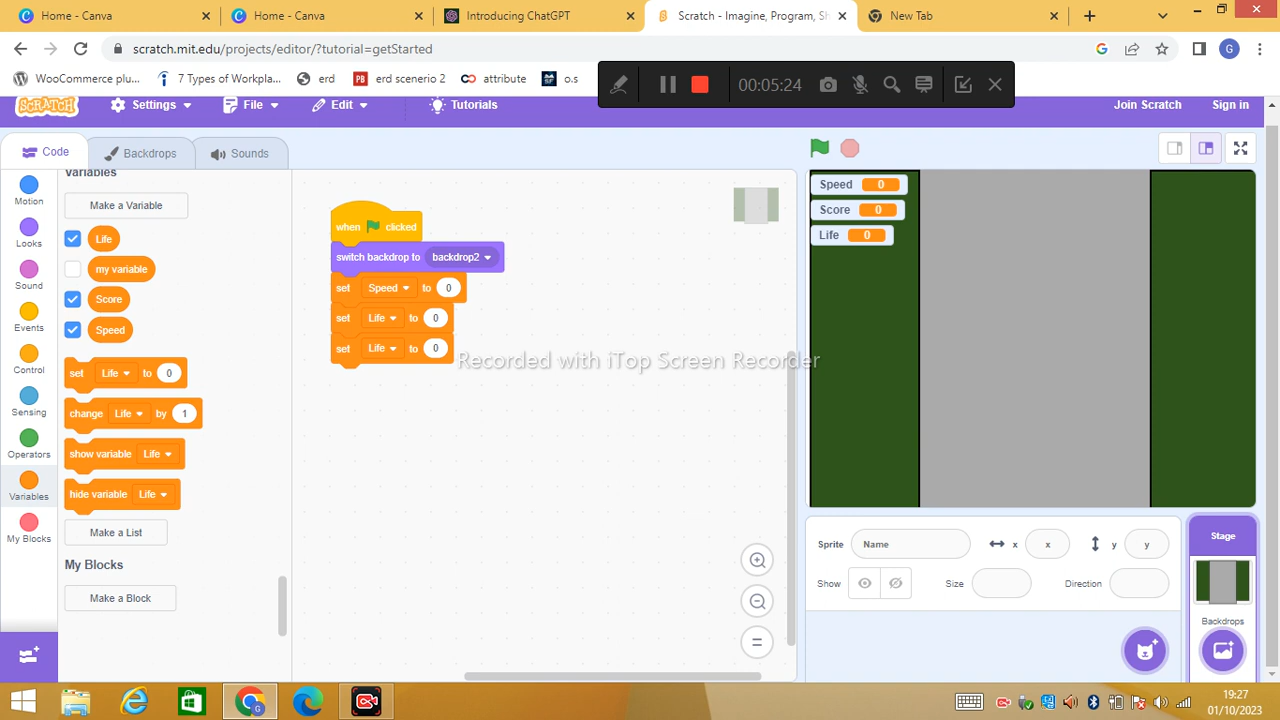 Home - Canva
Home - Canva
Introducing ChatGPT
Scratch - Imagine, Program, Sh
New Tab
scratch.mit.edu/projects/editor/?tutorial=getStarted
G
WooCommerce plu...
7 Types of Workpla...
erd
erd scenerio 2
attribute
o.s
00:05:24
SCRATCH
Settings
File
Edit
Tutorials
Join Scratch
Sign in
Code
Backdrops
Sounds
Motion
Looks
Sound
Events
Control
Sensing
Operators
Variables
My Blocks
Variables
Make a Variable
Life
my variable
Score
Speed
set Life to 0
change Life by 1
show variable Life
hide variable Life
Make a List
My Blocks
Make a Block
when clicked
switch backdrop to backdrop2
set Speed to 0
set Life to 0
set Life to 0
Recorded with iTop Screen Recorder
Speed 0
Score 0
Life 0
Sprite Name x x y y
Show Size Direction
Stage
Backdrops
19:27
01/10/2023